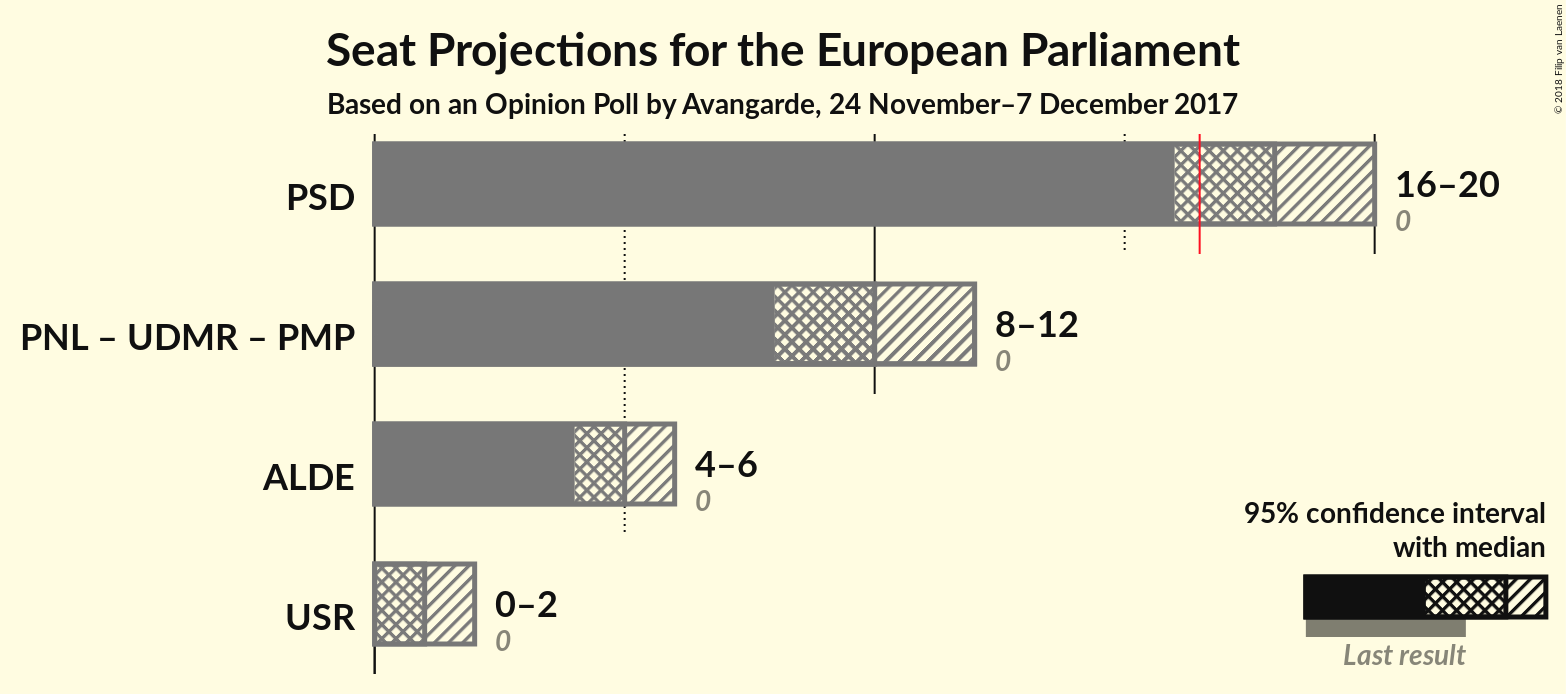 Seat Projections for the European Parliament
Based on an Opinion Poll by Avangarde, 24 November–7 December 2017
© 2018 Filip van Laenen
PSD
16–20
0
PNL – UDMR – PMP
8–12
0
ALDE
4–6
0
USR
0–2
0
95% confidence interval
with median
Last result